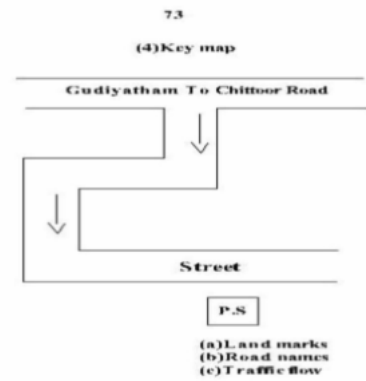 73
(4)Key map
Gudiyatham To Chittoor Road
Street
P.S
(a)Land marks
(b)Road names
(c)Traffic flow